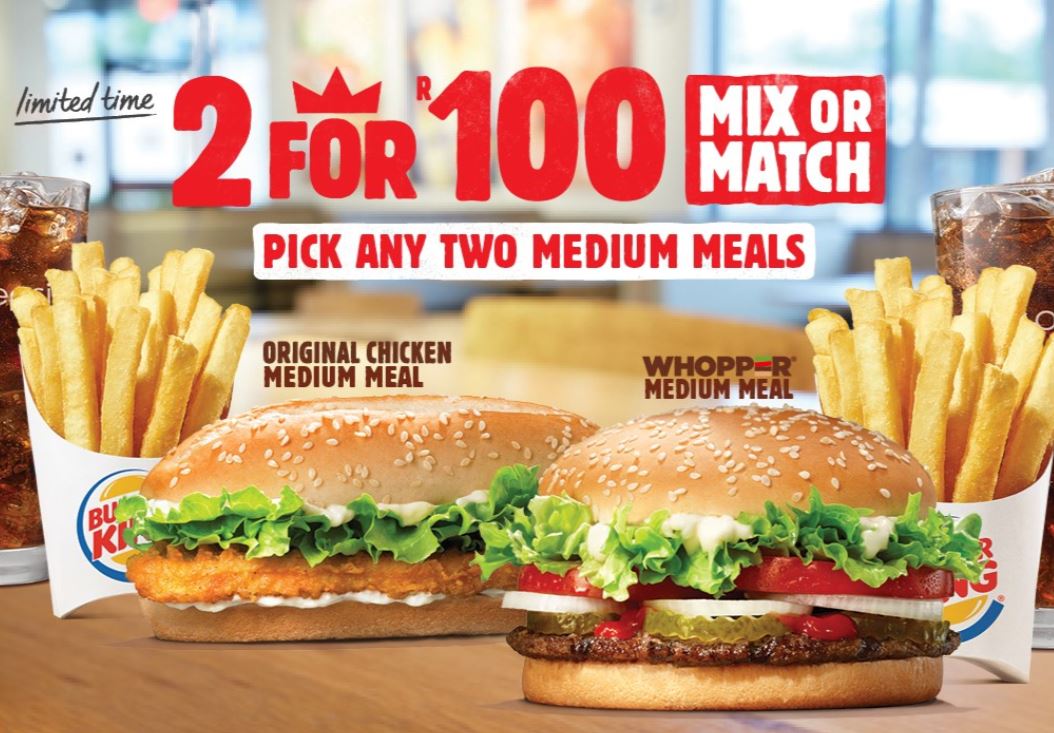 limited time
2 FOR R100
MIX OR
MATCH
PICK ANY TWO MEDIUM MEALS
ORIGINAL CHICKEN
MEDIUM MEAL
WHOPPER®
MEDIUM MEAL